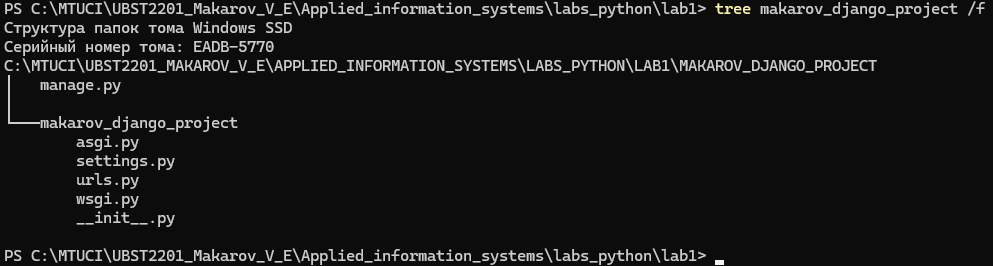 PS C:\MTUCI\UBST2201_Makarov_V_E\Applied_information_systems\labs_python\lab1> tree makarov_django_project /f
Структура папок тома Windows SSD
Серийный номер тома: EADB-5770
C:\MTUCI\UBST2201_MAKAROV_V_E\APPLIED_INFORMATION_SYSTEMS\LABS_PYTHON\LAB1\MAKAROV_DJANGO_PROJECT
│   manage.py
│
└───makarov_django_project
        asgi.py
        settings.py
        urls.py
        wsgi.py
        __init__.py

PS C:\MTUCI\UBST2201_Makarov_V_E\Applied_information_systems\labs_python\lab1>